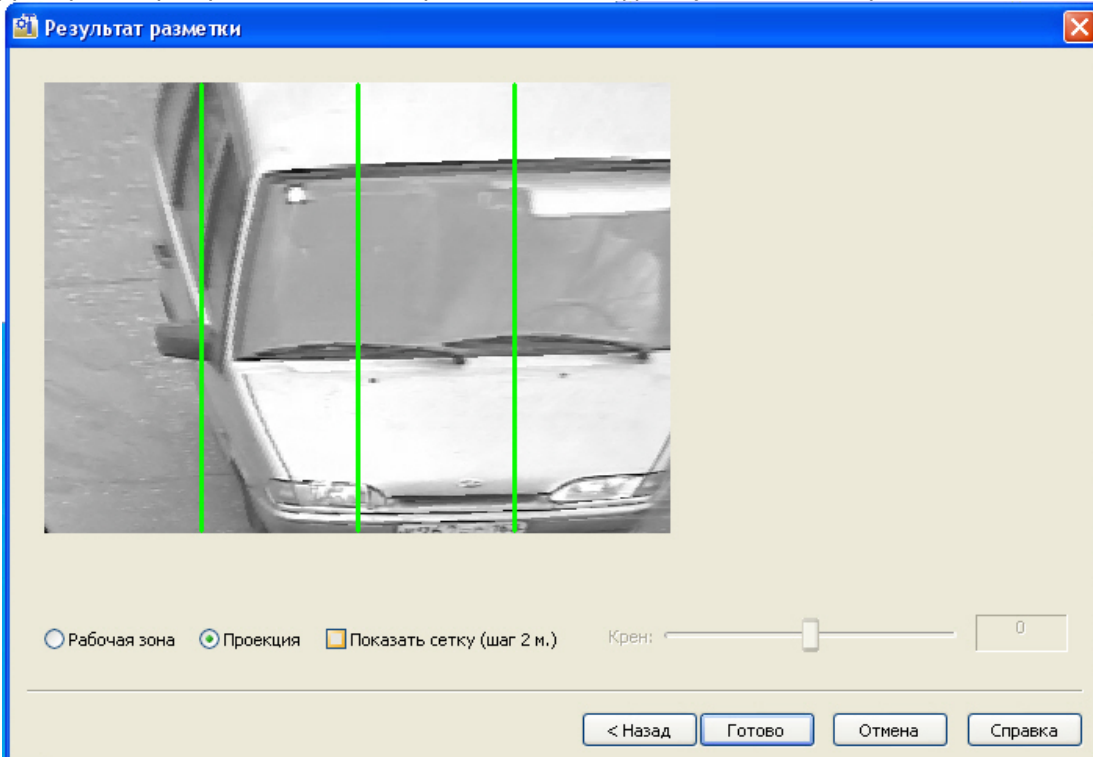 Результат разметки
Рабочая зона
Проекция
Показать сетку (шаг 2 м.)
Крен:
0
< Назад
Готово
Отмена
Справка